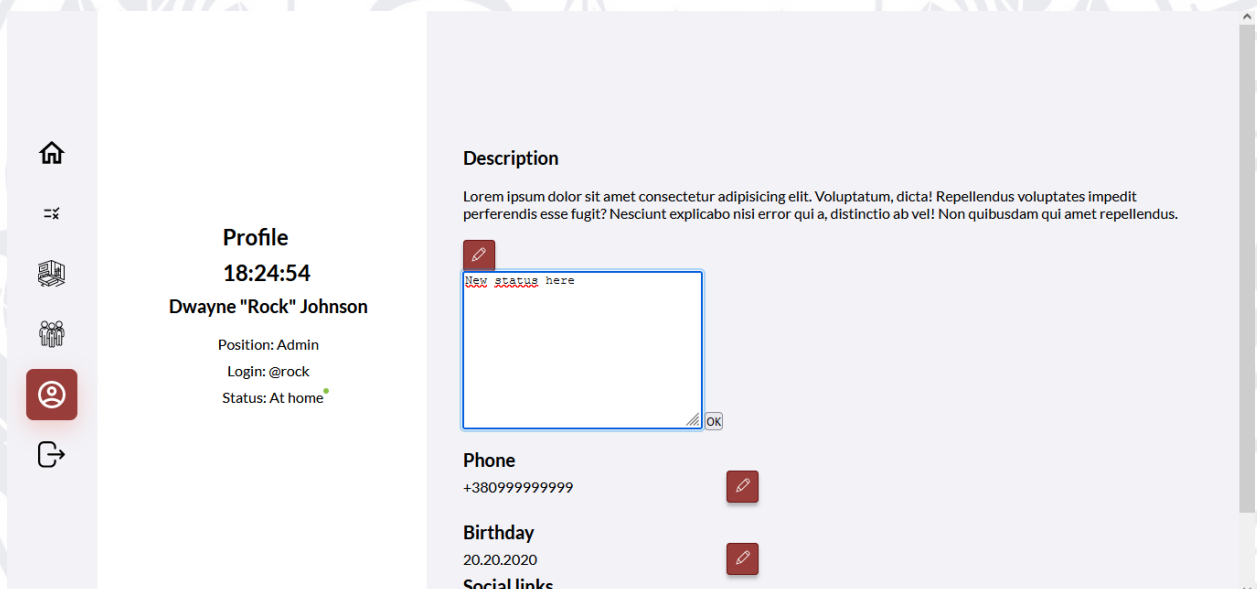 Profile
18:24:54
Dwayne "Rock" Johnson
Position: Admin
Login: @rock
Status: At home
Description
Lorem ipsum dolor sit amet consectetur adipisicing elit. Voluptatum, dicta! Repellendus voluptates impedit
perferendis esse fugit? Nesciunt explicabo nisi error qui a, distinctio ab vel! Non quibusdam qui amet repellendus.
New status here
OK
Phone
+380999999999
Birthday
20.20.2020
Social links